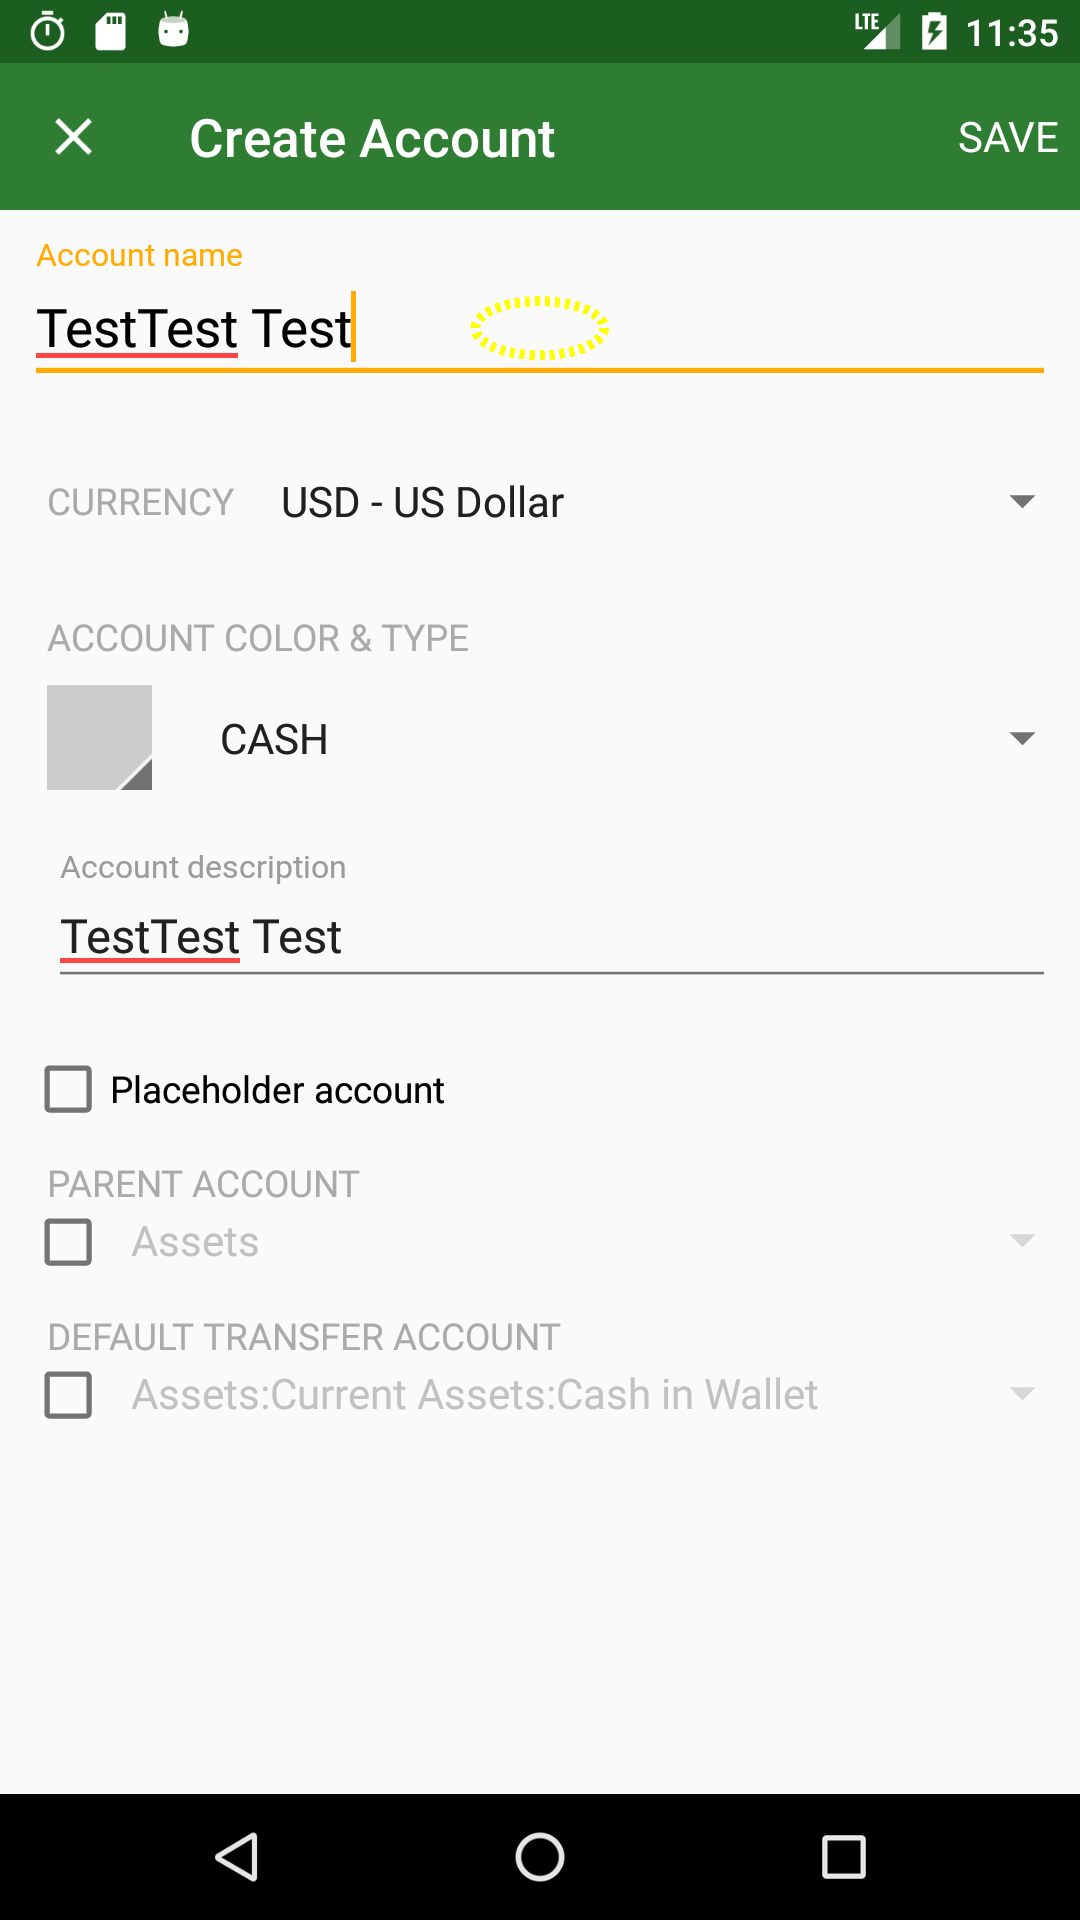 LTE 11:35
Create Account SAVE
Account name
TestTest Test
CURRENCY USD - US Dollar
ACCOUNT COLOR & TYPE
CASH
Account description
TestTest Test
Placeholder account
PARENT ACCOUNT
Assets
DEFAULT TRANSFER ACCOUNT
Assets:Current Assets:Cash in Wallet